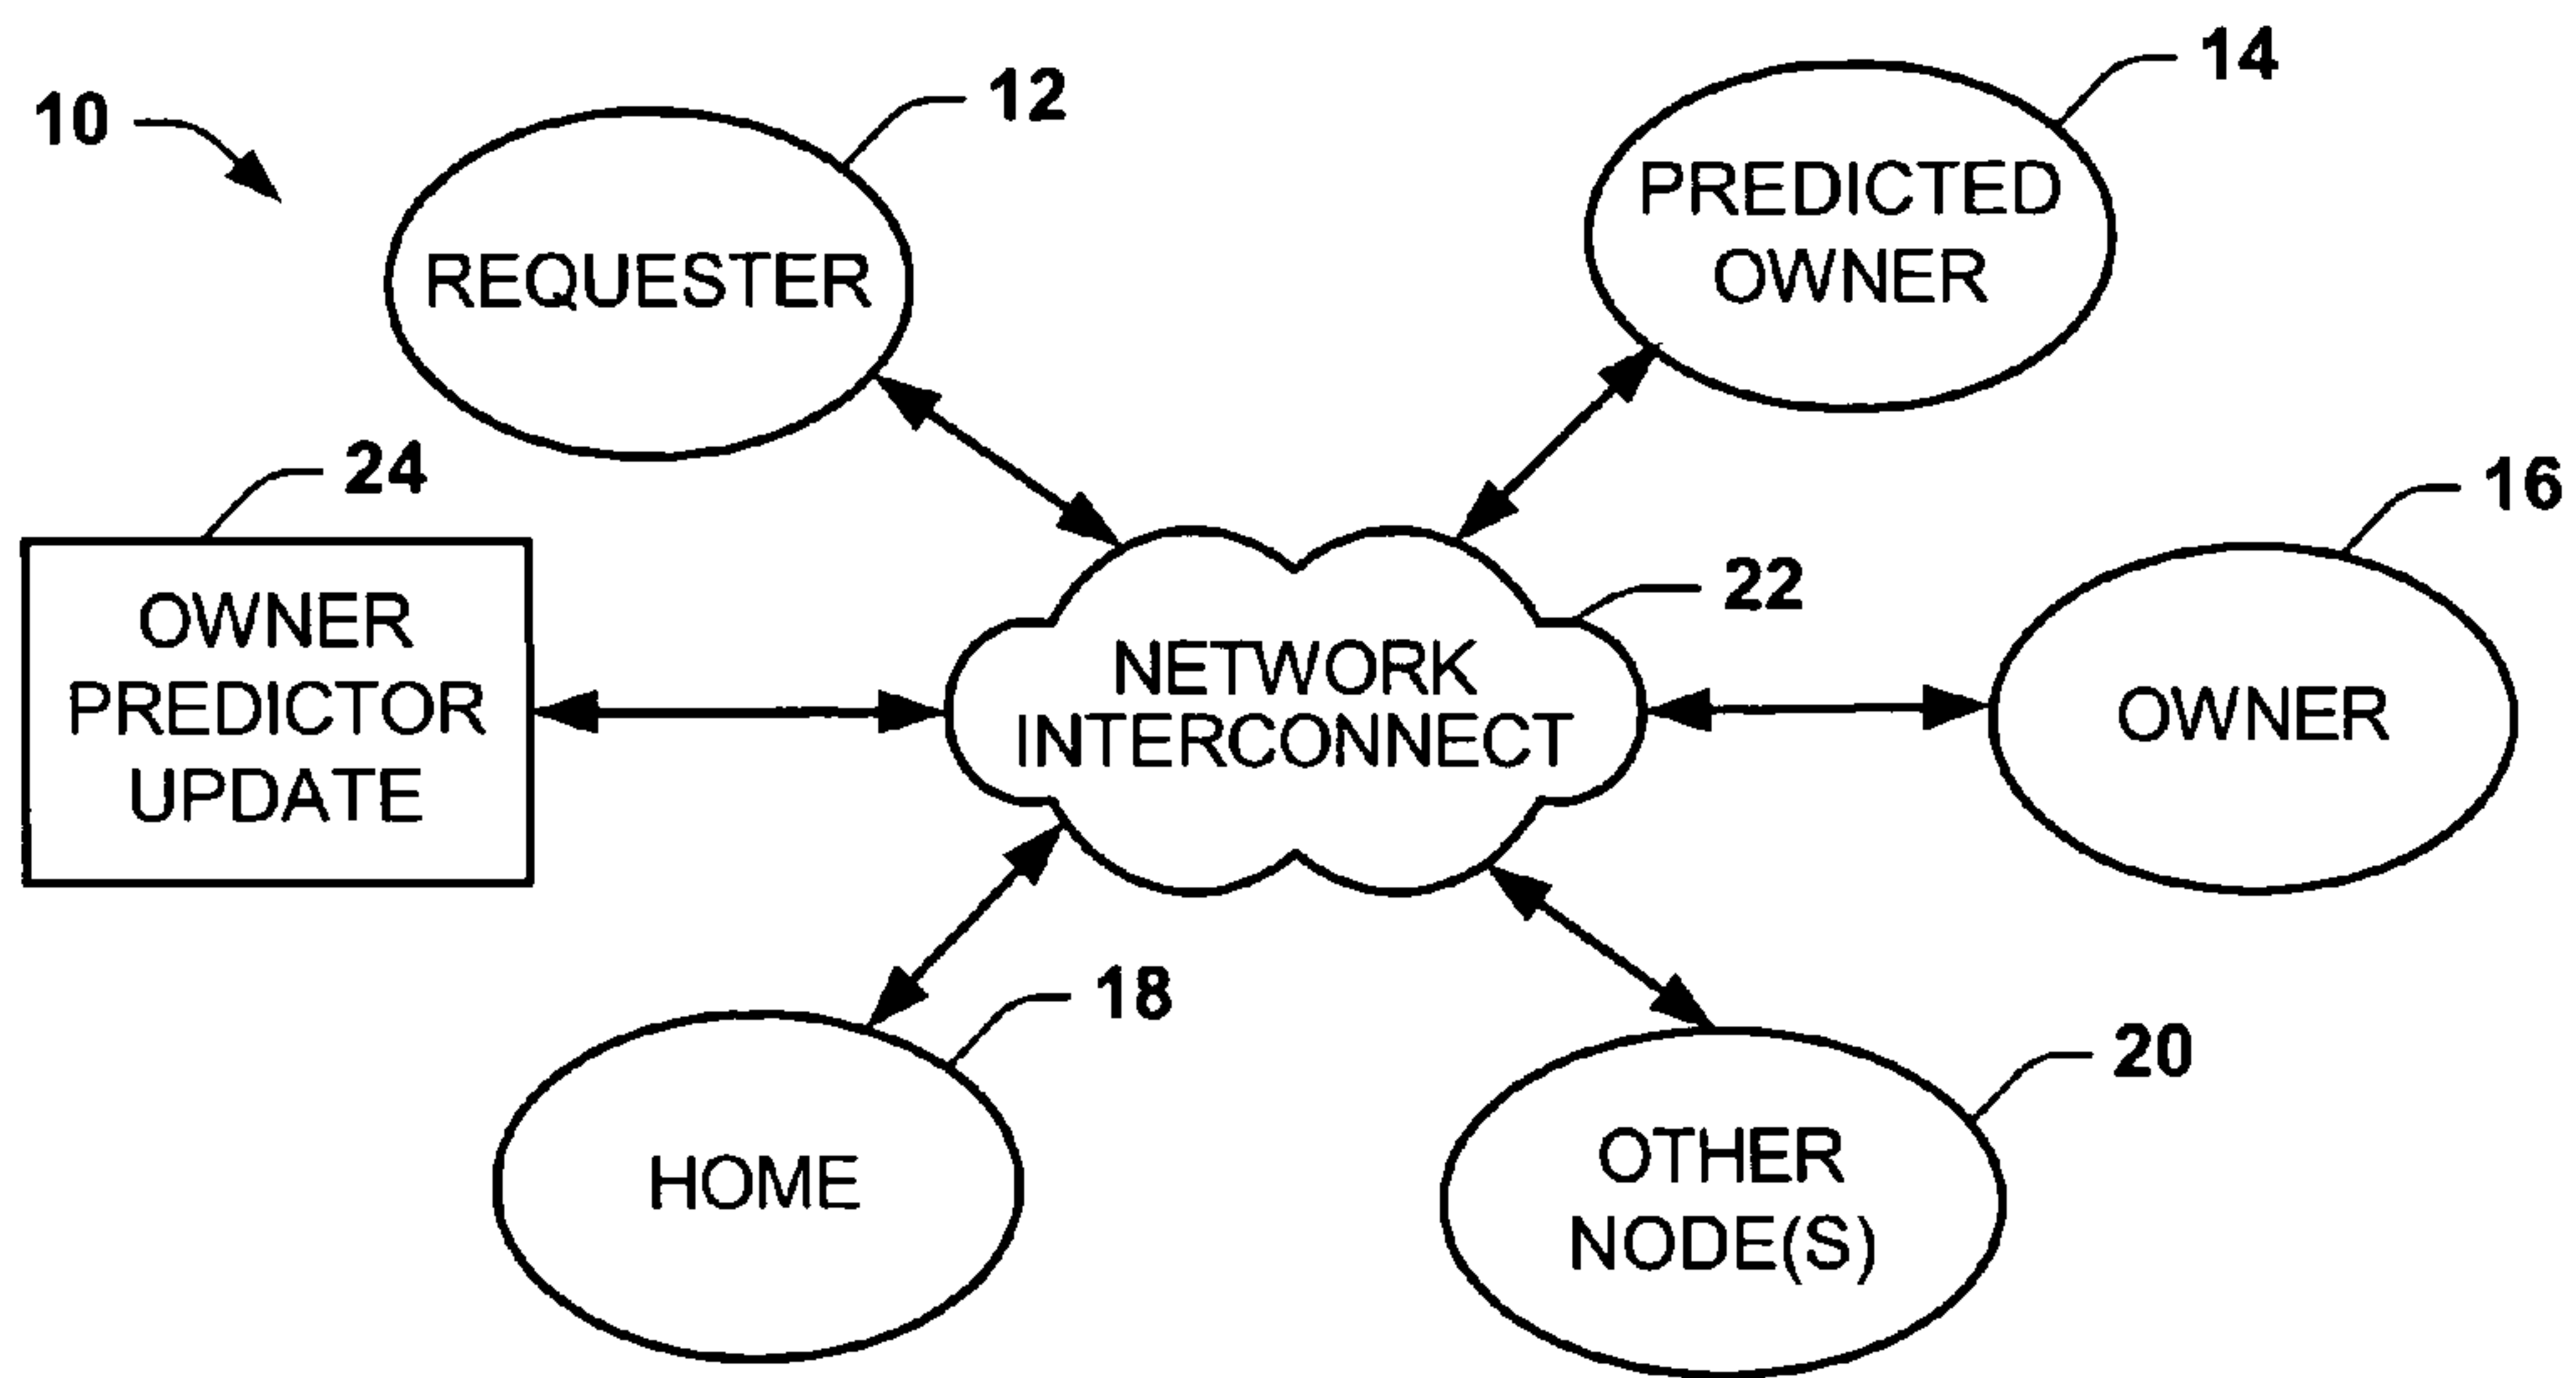 10
12
REQUESTER
14
PREDICTED
OWNER
24
OWNER
PREDICTOR
UPDATE
22
NETWORK
INTERCONNECT
16
OWNER
18
HOME
20
OTHER
NODE(S)